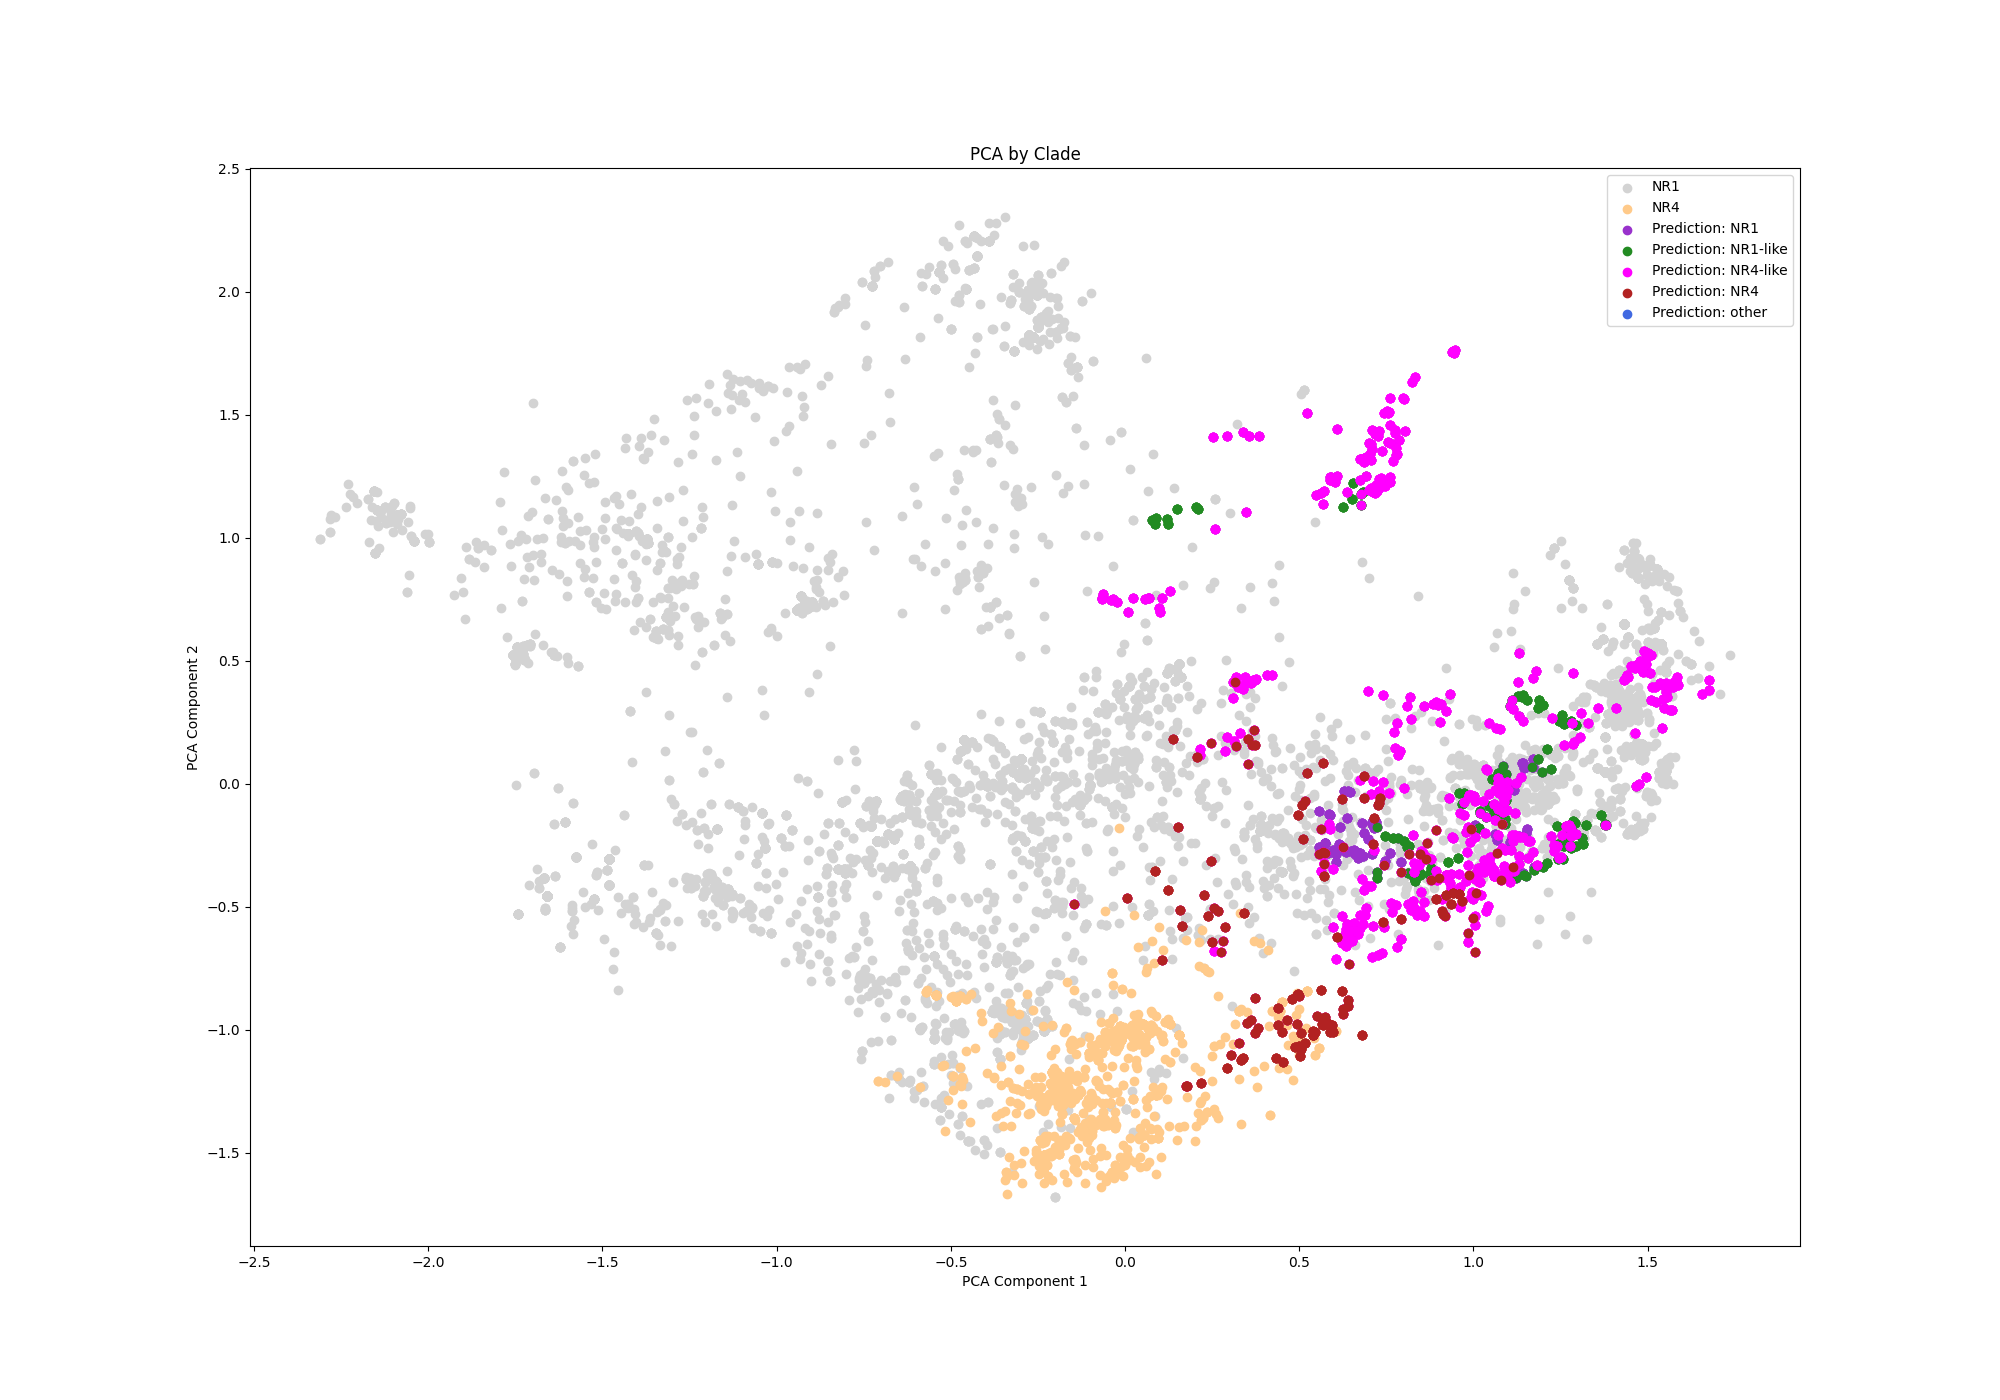 PCA by Clade
2.5
2.0
1.5
1.0
0.5
0.0
−0.5
−1.0
−1.5
PCA Component 2
NR1
NR4
Prediction: NR1
Prediction: NR1-like
Prediction: NR4-like
Prediction: NR4
Prediction: other
−2.5 −2.0 −1.5 −1.0 −0.5 0.0 0.5 1.0 1.5
PCA Component 1